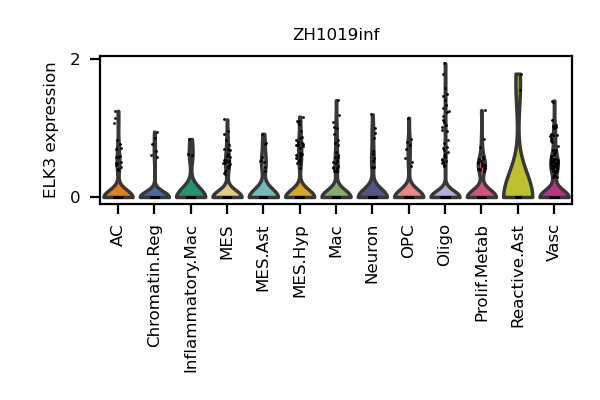 ZH1019inf
ELK3 expression
2
0
AC
Chromatin.Reg
Inflammatory.Mac
MES
MES.Ast
MES.Hyp
Mac
Neuron
OPC
Oligo
Prolif.Metab
Reactive.Ast
Vasc